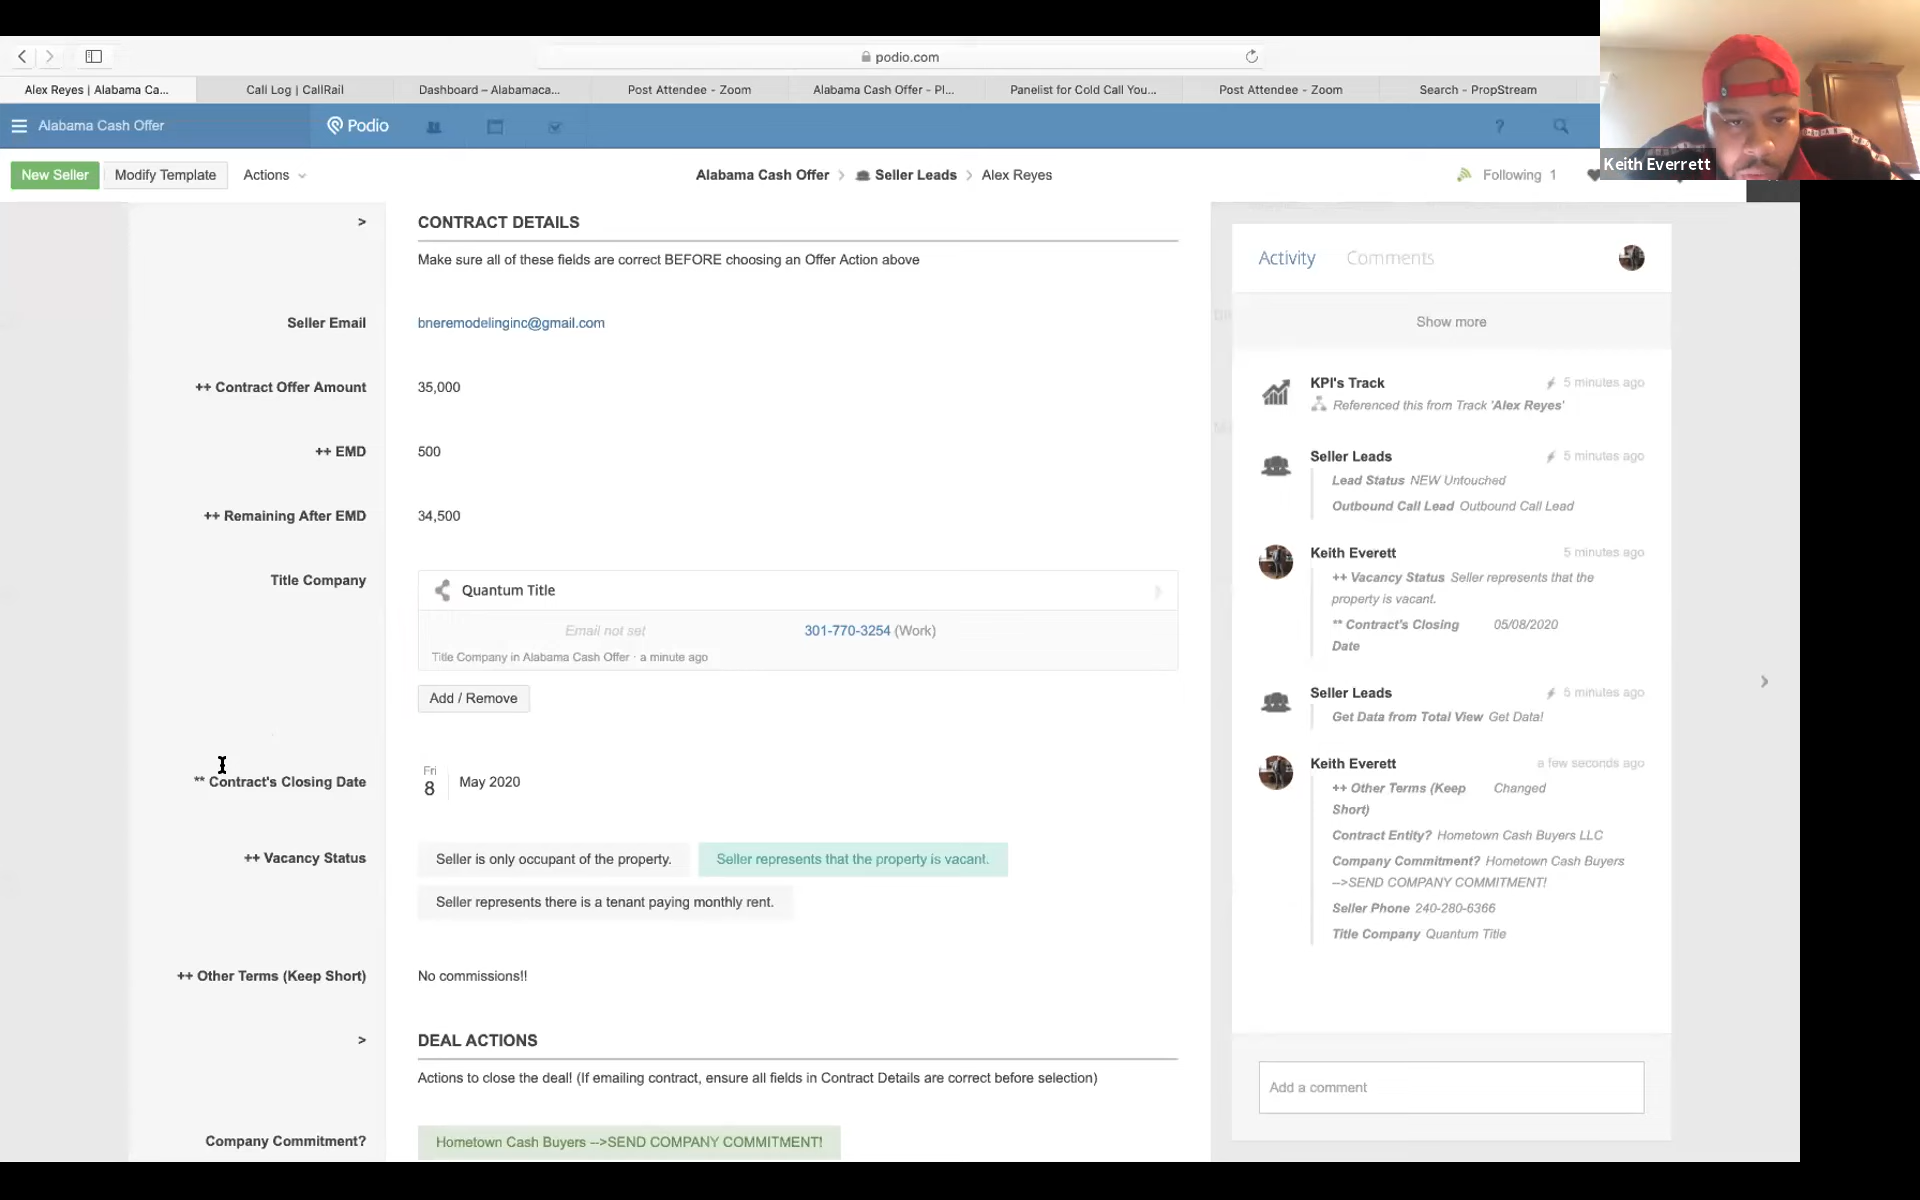 podio.com
Alex Reyes | Alabama Ca...
Call Log | CallRail
Dashboard – Alabamaca...
Post Attendee - Zoom
Alabama Cash Offer - Pl...
Panelist for Cold Call You...
Post Attendee - Zoom
Search - PropStream
Alabama Cash Offer
Podio
?
Keith Everrett
New Seller
Modify Template
Actions
Alabama Cash Offer > Seller Leads > Alex Reyes
Following 1
>
CONTRACT DETAILS
Make sure all of these fields are correct BEFORE choosing an Offer Action above
Seller Email
bneremodelinginc@gmail.com
++ Contract Offer Amount
35,000
++ EMD
500
++ Remaining After EMD
34,500
Title Company
Quantum Title
Email not set
301-770-3254 (Work)
Title Company in Alabama Cash Offer · a minute ago
Add / Remove
** Contract's Closing Date
Fri
8
May 2020
++ Vacancy Status
Seller is only occupant of the property.
Seller represents that the property is vacant.
Seller represents there is a tenant paying monthly rent.
++ Other Terms (Keep Short)
No commissions!!
>
DEAL ACTIONS
Actions to close the deal! (If emailing contract, ensure all fields in Contract Details are correct before selection)
Company Commitment?
Hometown Cash Buyers -->SEND COMPANY COMMITMENT!
Activity
Comments
Show more
KPI's Track
5 minutes ago
Referenced this from Track 'Alex Reyes'
Seller Leads
5 minutes ago
Lead Status NEW Untouched
Outbound Call Lead Outbound Call Lead
Keith Everett
5 minutes ago
++ Vacancy Status Seller represents that the
property is vacant.
** Contract's Closing
Date
05/08/2020
Seller Leads
5 minutes ago
Get Data from Total View Get Data!
Keith Everett
a few seconds ago
++ Other Terms (Keep
Short)
Changed
Contract Entity? Hometown Cash Buyers LLC
Company Commitment? Hometown Cash Buyers
-->SEND COMPANY COMMITMENT!
Seller Phone 240-280-6366
Title Company Quantum Title
Add a comment